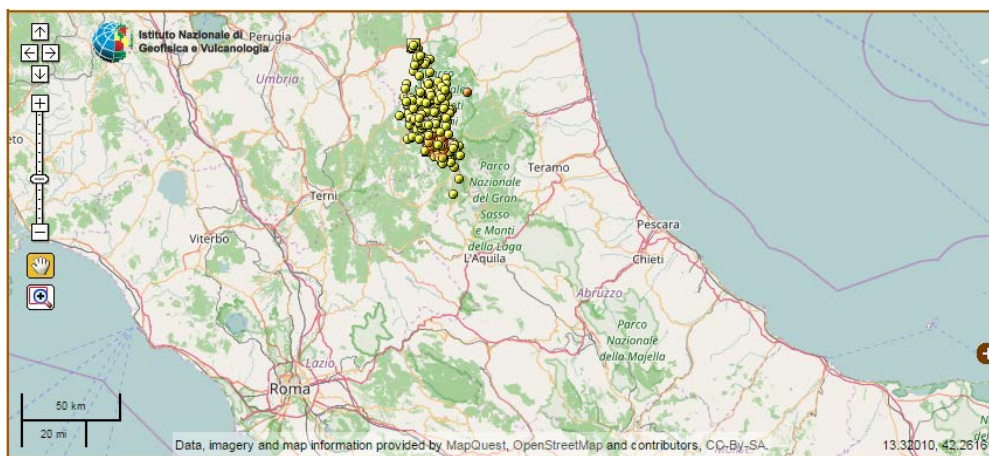 Istituto Nazionale di
Geofisica e Vulcanologia
Perugia
Umbria
Parco
Terni
Viterbo
Teramo
Parco
Nazionale
del Gran
Sasso
e Monti
della Laga
L'Aquila
Pescara
Chieti
Abruzzo
Parco
Nazionale
della Majella
Lazio
Roma
50 km
20 mi
Data, imagery and map information provided by MapQuest, OpenStreetMap and contributors, CC-By-SA.
13.32010, 42.2616